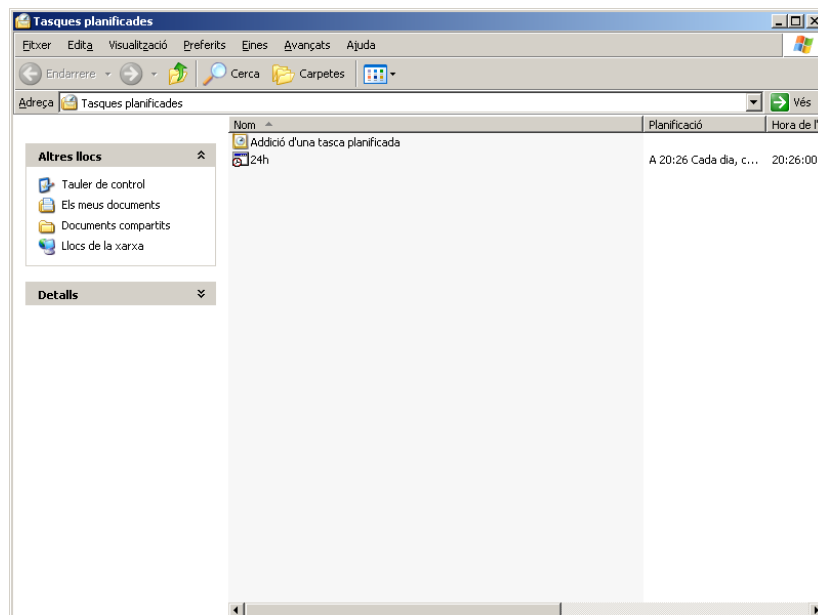 Tasques planificades
Fitxer Edita Visualització Preferits Eines Avançats Ajuda
Endarrere Cerca Carpetes
Adreça Tasques planificades Vés
Nom Planificació Hora de l'
Addició d'una tasca planificada
24h A 20:26 Cada dia, c... 20:26:00
Altres llocs
Tauler de control
Els meus documents
Documents compartits
Llocs de la xarxa
Detalls